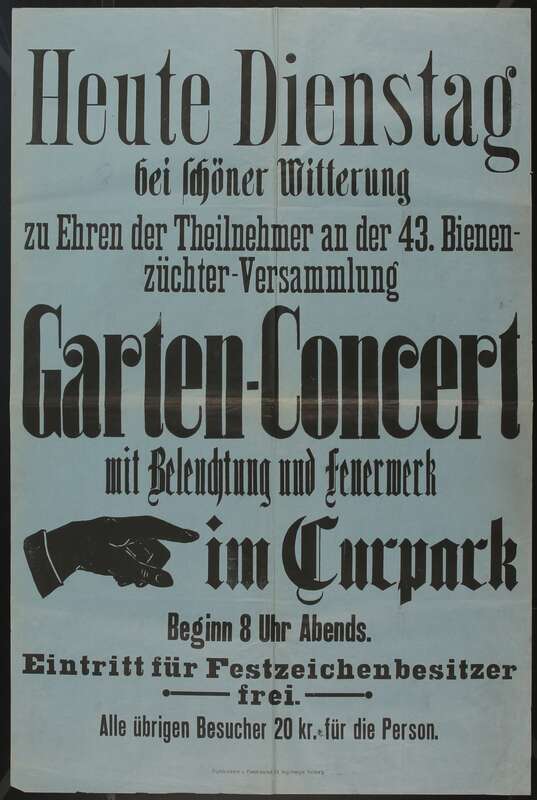 Heute Dienstag
bei schöner Witterung
zu Ehren der Theilnehmer an der 43. Bienen-
züchter-Versammlung
Garten-Concert
mit Beleuchtung und Feuerwerk
im Curpark
Beginn 8 Uhr Abends.
Eintritt für Festzeichenbesitzer
frei.
Alle übrigen Besucher 20 kr. für die Person.